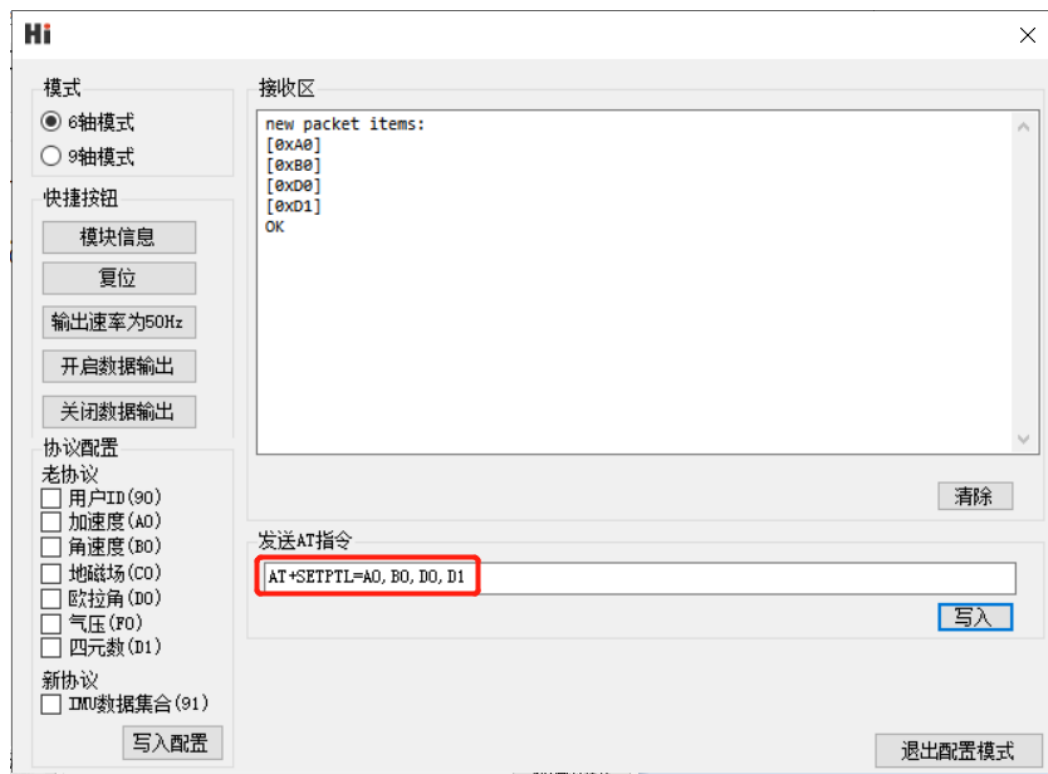 Hi
模式
6轴模式
9轴模式
快捷按钮
模块信息
复位
输出速率为50Hz
开启数据输出
关闭数据输出
协议配置
老协议
用户ID(90)
加速度(A0)
角速度(B0)
地磁场(C0)
欧拉角(D0)
气压(F0)
四元数(D1)
新协议
IMU数据集合(91)
写入配置
接收区
new packet items:
[0xA0]
[0xB0]
[0xD0]
[0xD1]
OK
清除
发送AT指令
AT+SETPTL=A0,B0,D0,D1
写入
退出配置模式